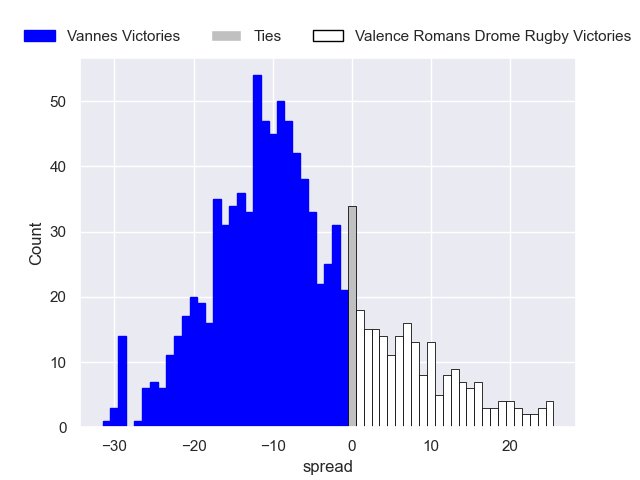 Vannes Victories Ties Valence Romans Drome Rugby Victories
Count
50
40
30
20
10
0
−30 −20 −10 0 10 20
spread